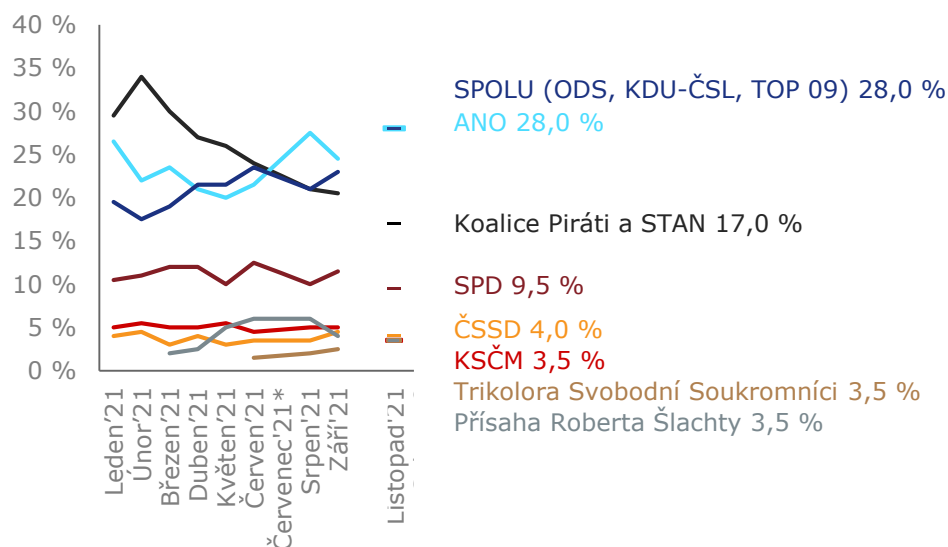 40 %
35 %
30 %
25 %
20 %
15 %
10 %
5 %
0 %
SPOLU (ODS, KDU-ČSL, TOP 09) 28,0 %
ANO 28,0 %
Koalice Piráti a STAN 17,0 %
SPD 9,5 %
ČSSD 4,0 %
KSČM 3,5 %
Trikolora Svobodní Soukromníci 3,5 %
Přísaha Roberta Šlachty 3,5 %
Leden’21
Únor’21
Březen’21
Duben’21
Květen’21
Červen’21
Červenec'21*
Srpen'21
Září’21
Listopad'21